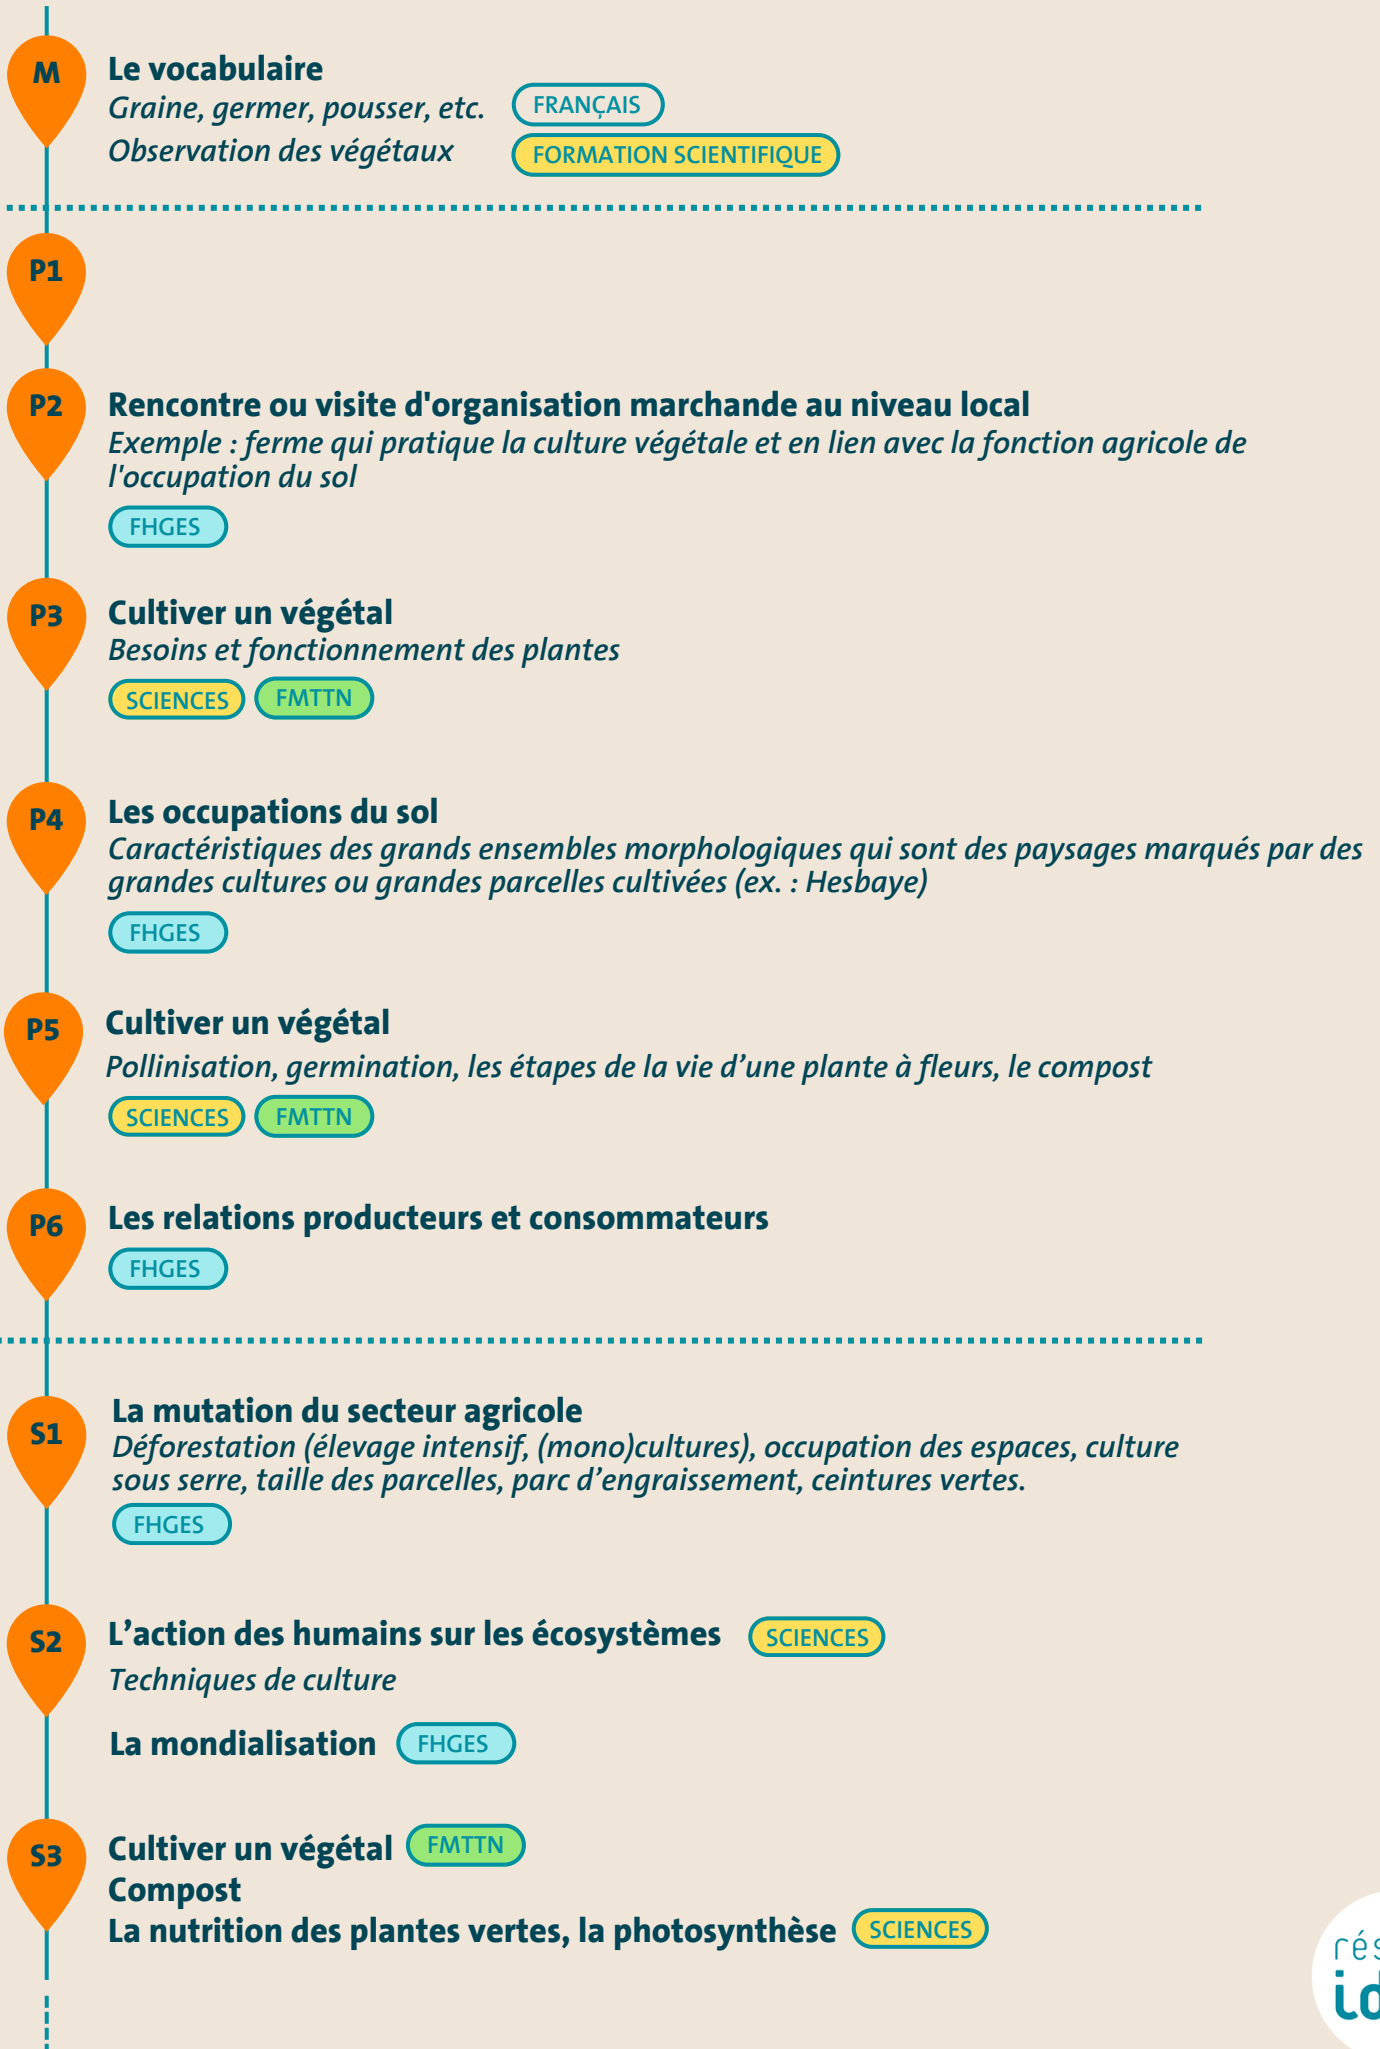 M
Le vocabulaire
Graine, germer, pousser, etc. FRANÇAIS
Observation des végétaux FORMATION SCIENTIFIQUE
P1
P2
Rencontre ou visite d'organisation marchande au niveau local
Exemple : ferme qui pratique la culture végétale et en lien avec la fonction agricole de
l'occupation du sol
FHGES
P3
Cultiver un végétal
Besoins et fonctionnement des plantes
SCIENCES FMTTN
P4
Les occupations du sol
Caractéristiques des grands ensembles morphologiques qui sont des paysages marqués par des
grandes cultures ou grandes parcelles cultivées (ex. : Hesbaye)
FHGES
P5
Cultiver un végétal
Pollinisation, germination, les étapes de la vie d’une plante à fleurs, le compost
SCIENCES FMTTN
P6
Les relations producteurs et consommateurs
FHGES
S1
La mutation du secteur agricole
Déforestation (élevage intensif, (mono)cultures), occupation des espaces, culture
sous serre, taille des parcelles, parc d’engraissement, ceintures vertes.
FHGES
S2
L’action des humains sur les écosystèmes SCIENCES
Techniques de culture
La mondialisation FHGES
S3
Cultiver un végétal FMTTN
Compost
La nutrition des plantes vertes, la photosynthèse SCIENCES